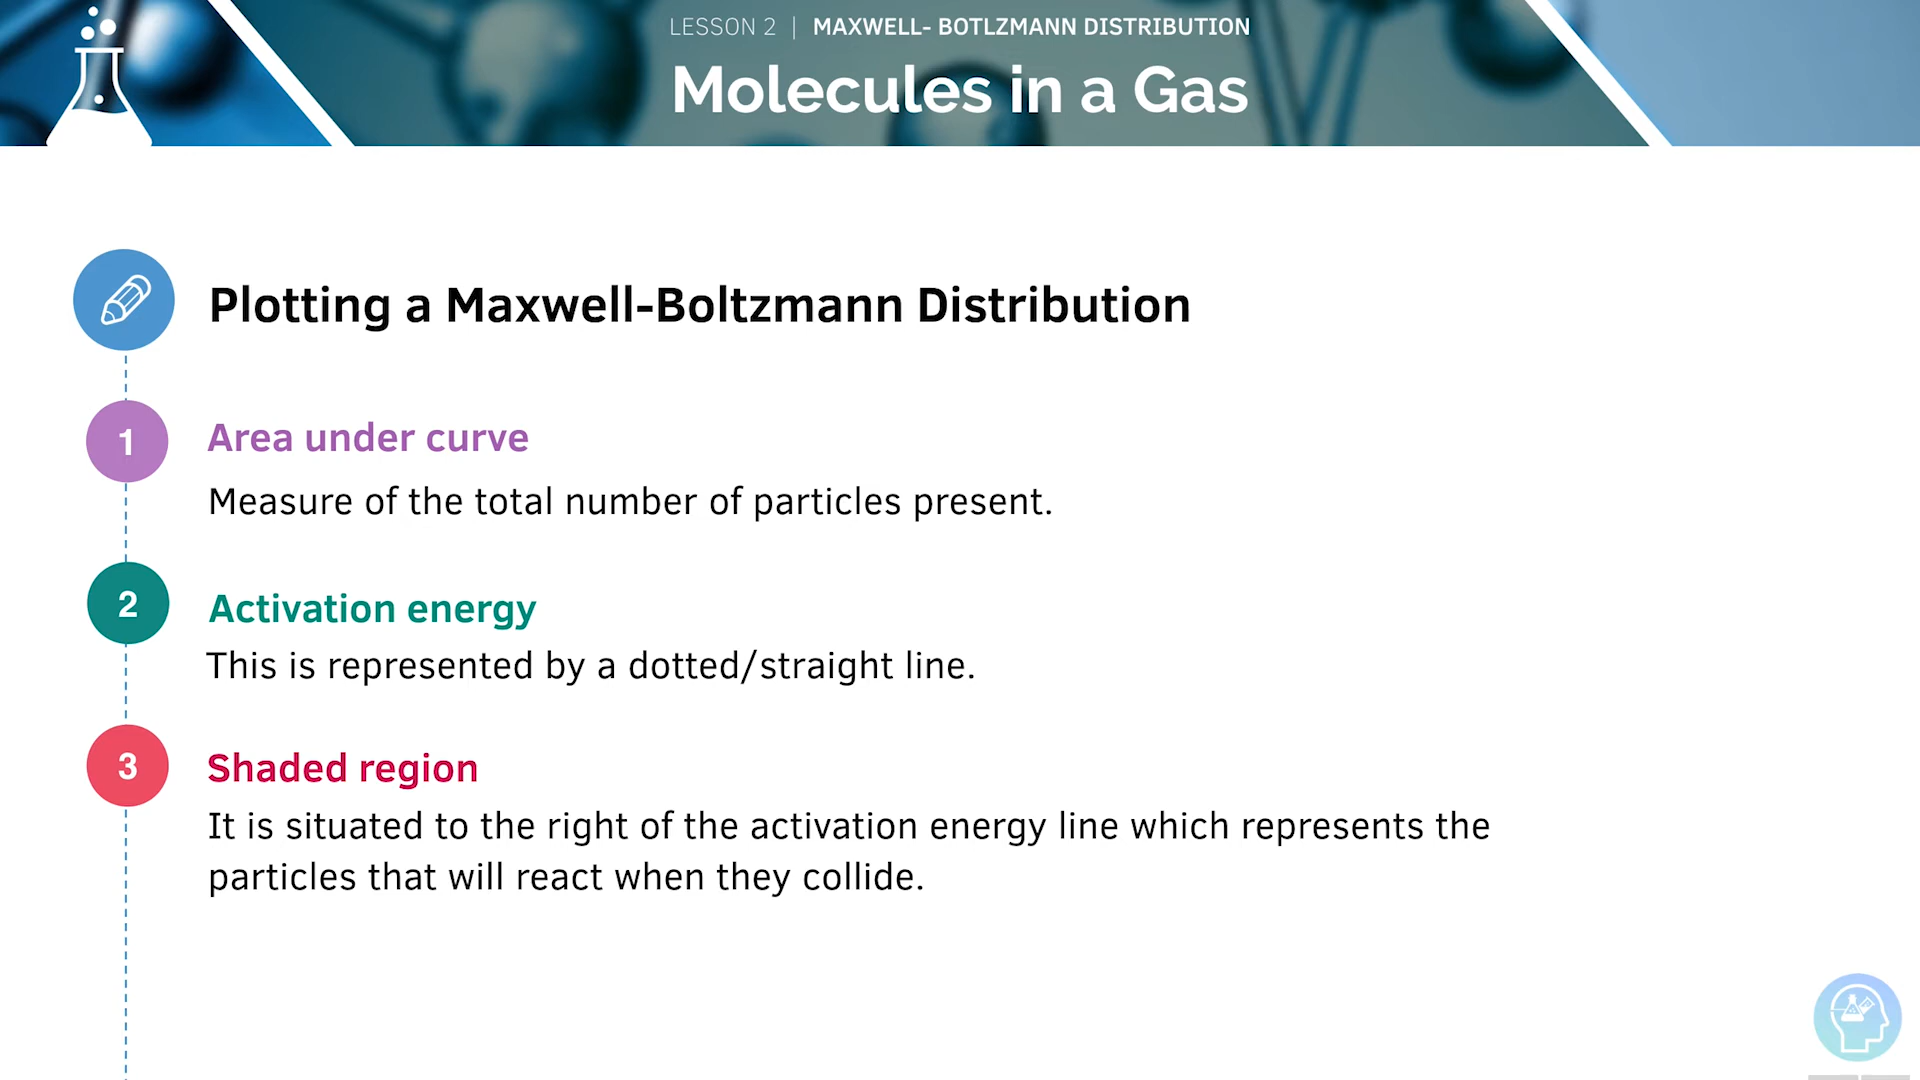 LESSON 2 | MAXWELL- BOTLZMANN DISTRIBUTION
Molecules in a Gas
Plotting a Maxwell-Boltzmann Distribution
1
Area under curve
Measure of the total number of particles present.
2
Activation energy
This is represented by a dotted/straight line.
3
Shaded region
It is situated to the right of the activation energy line which represents the
particles that will react when they collide.